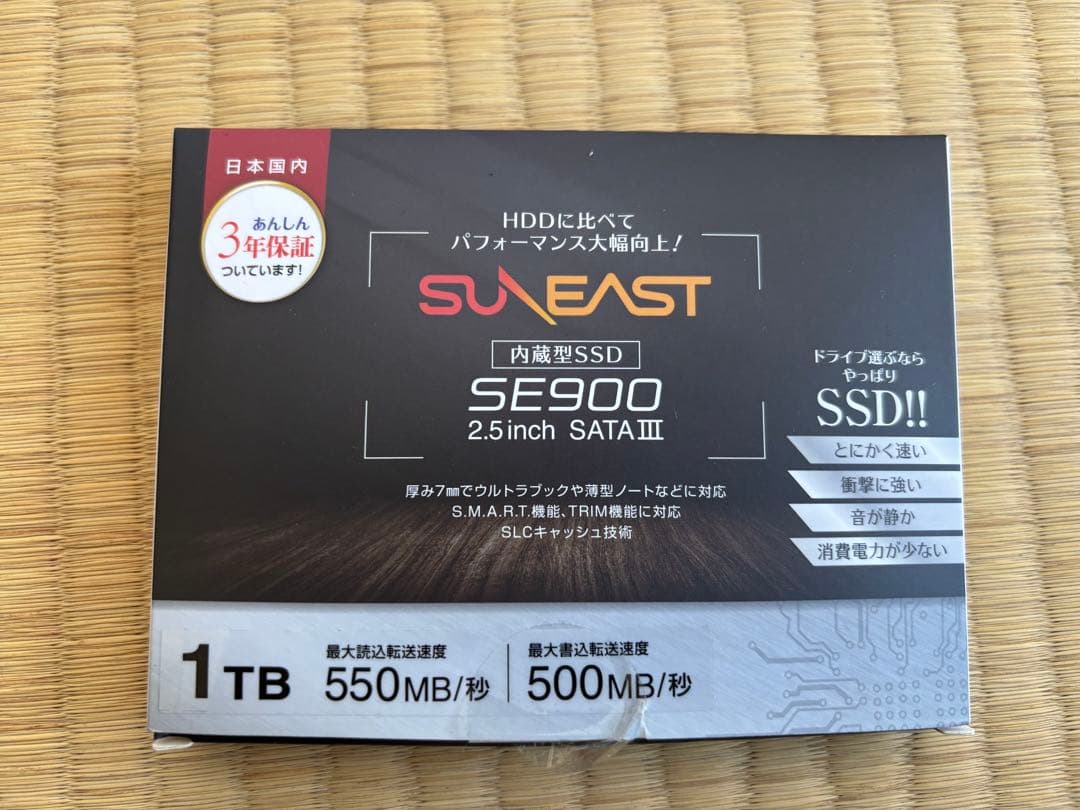 日本国内
あんしん
3年保証
ついています!
HDDに比べて
パフォーマンス大幅向上!
SUNEAST
内蔵型SSD
SE900
2.5inch SATAⅢ
厚み7㎜でウルトラブックや薄型ノートなどに対応
S.M.A.R.T.機能、TRIM機能に対応
SLCキャッシュ技術
ドライブ選ぶなら
やっぱり
SSD!!
とにかく速い
衝撃に強い
音が静か
消費電力が少ない
1TB
最大読込転送速度
550MB/秒
最大書込転送速度
500MB/秒